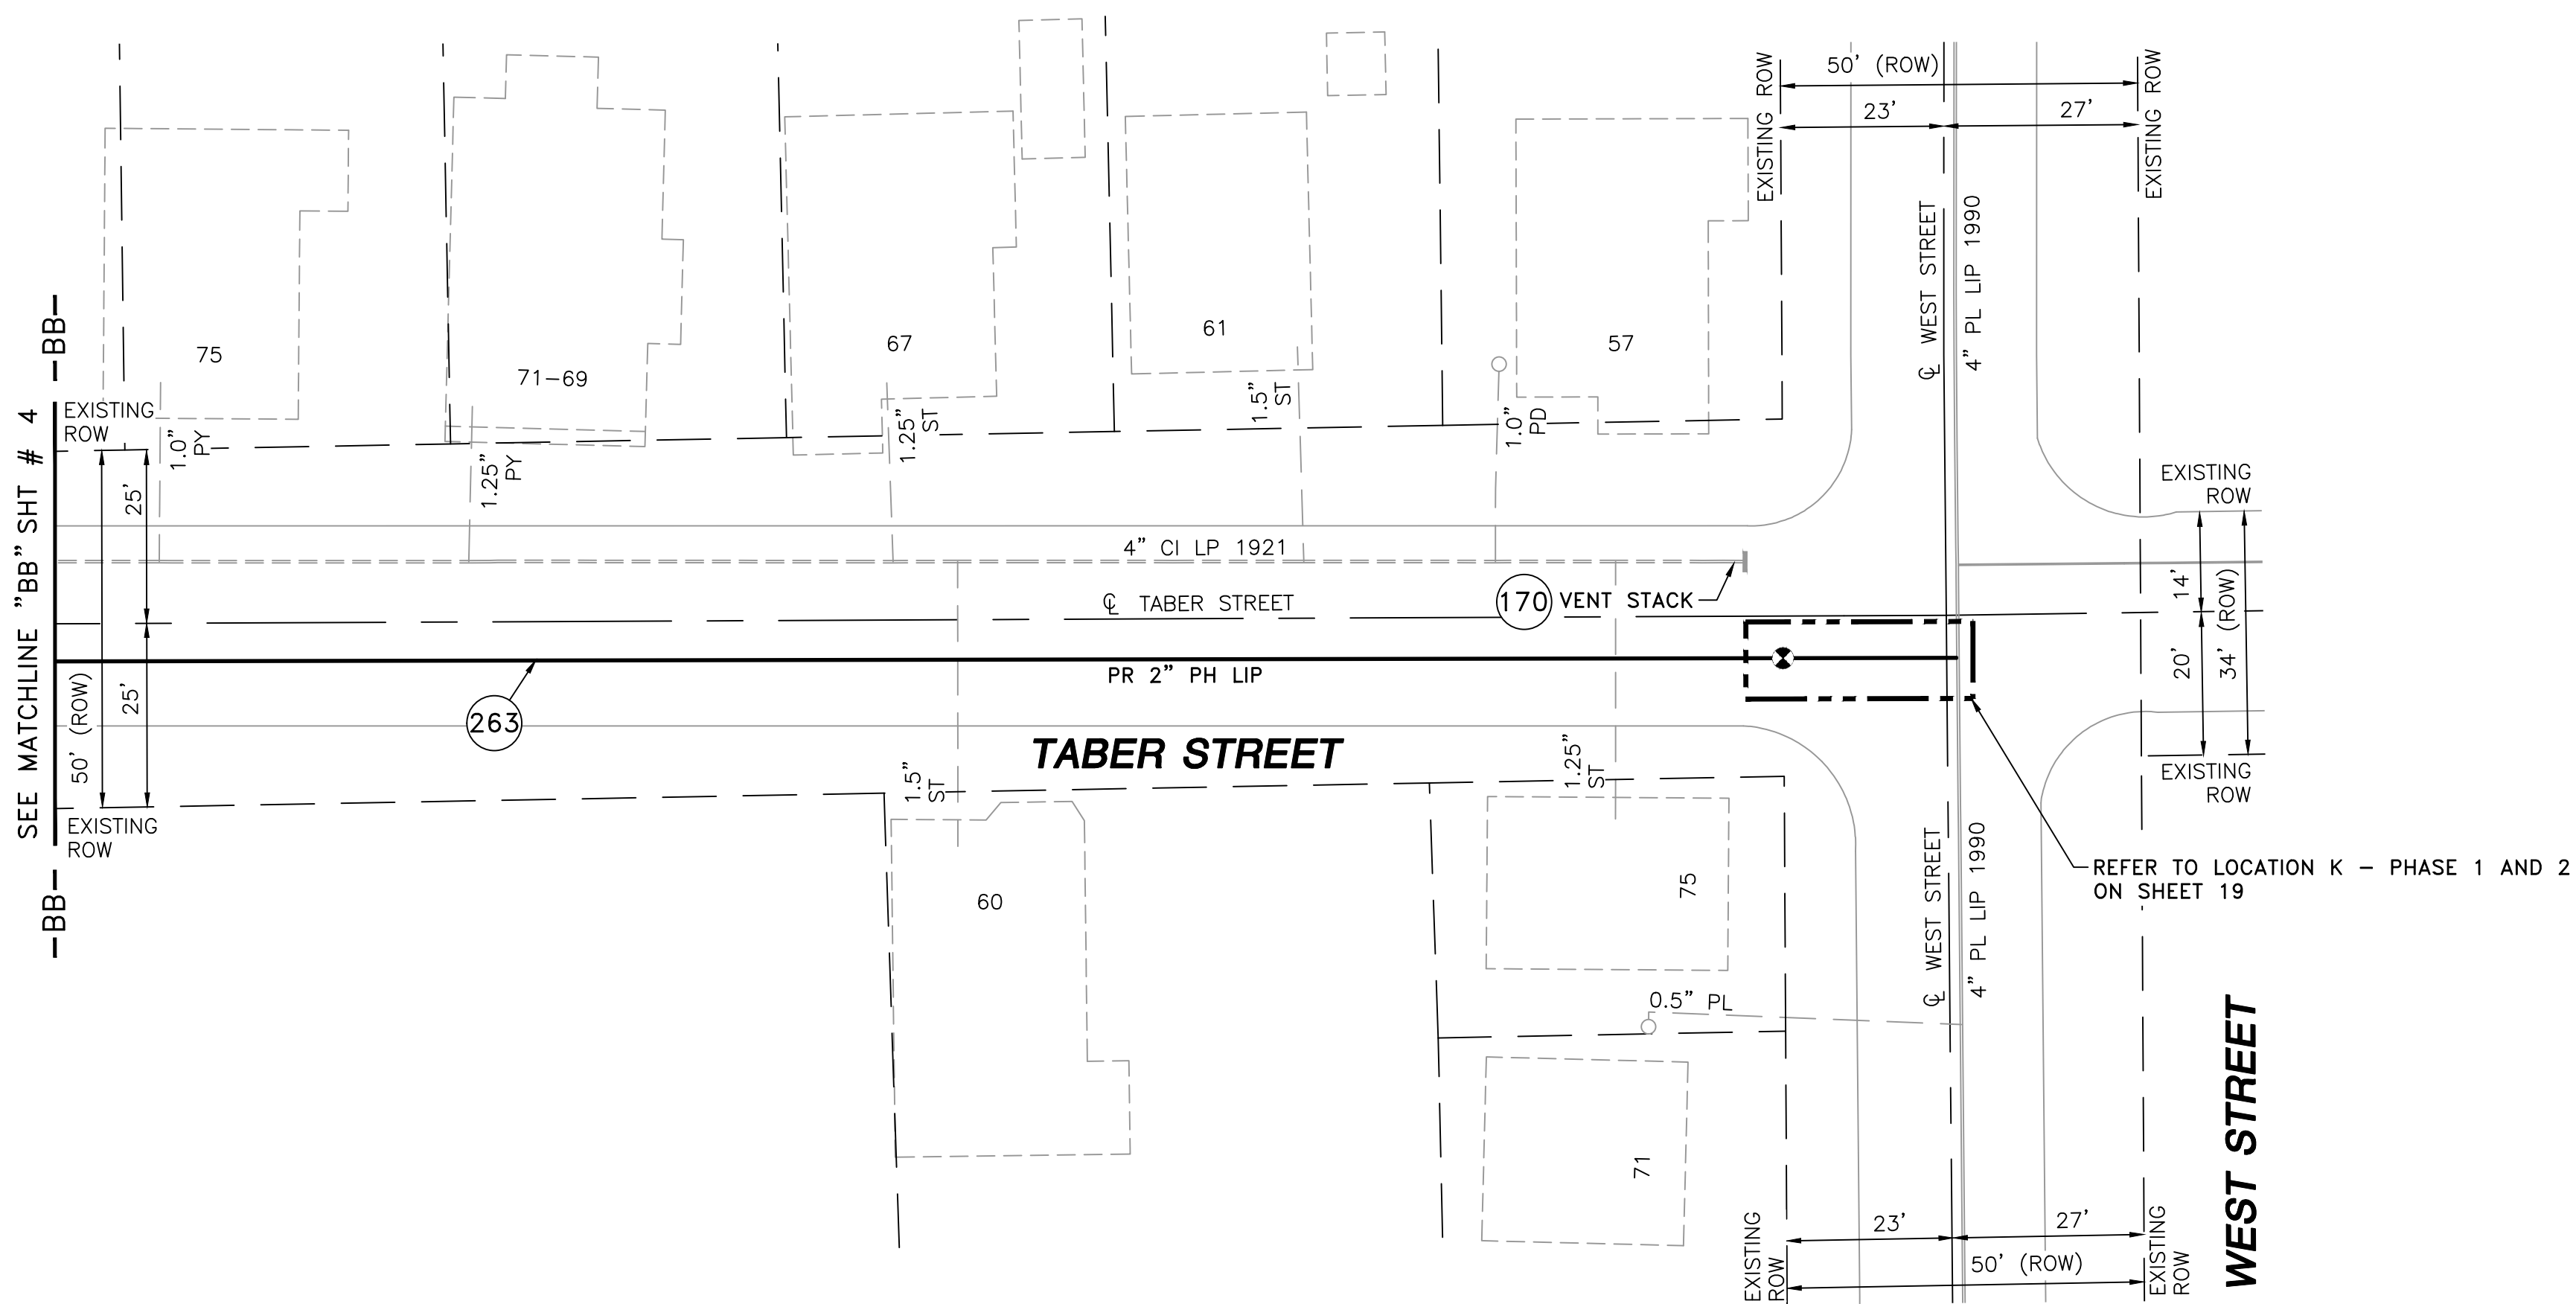 50' (ROW)
23'
27'
EXISTING ROW
EXISTING ROW
EXISTING ROW
EXISTING ROW
℄ WEST STREET
4" PL LIP 1990
-BB-
75
71-69
67
61
57
SEE MATCHLINE "BB" SHT # 4
EXISTING
ROW
1.0"
PY
1.25"
PY
1.25"
ST
1.5"
ST
1.0"
PD
25'
EXISTING
ROW
4" CI LP 1921
℄ TABER STREET
170 VENT STACK
14'
34' (ROW)
20'
PR 2" PH LIP
263
50' (ROW)
25'
TABER STREET
EXISTING
ROW
EXISTING
ROW
1.5"
ST
1.25"
ST
℄ WEST STREET
4" PL LIP 1990
REFER TO LOCATION K - PHASE 1 AND 2
ON SHEET 19
-BB-
60
75
0.5" PL
71
WEST STREET
EXISTING
ROW
23'
27'
50' (ROW)
EXISTING
ROW